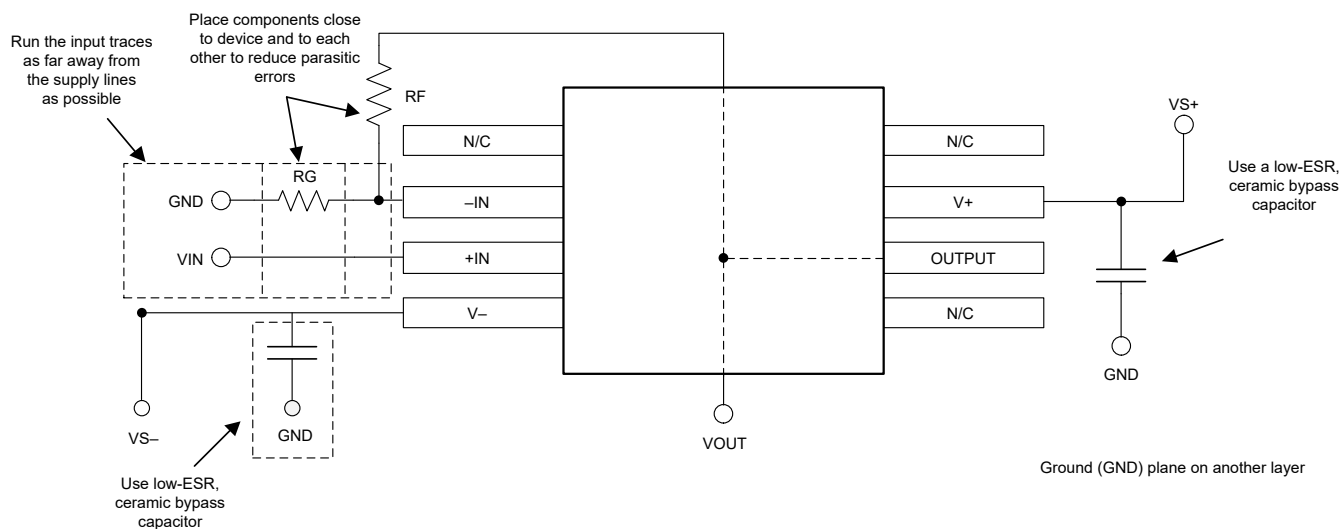 Place components close
to device and to each
other to reduce parasitic
errors
Run the input traces
as far away from
the supply lines
as possible
RF
VS+
N/C
N/C
Use a low-ESR,
ceramic bypass
capacitor
RG
GND
–IN
V+
VIN
+IN
OUTPUT
V–
N/C
GND
VS–
GND
VOUT
Use low-ESR,
ceramic bypass
capacitor
Ground (GND) plane on another layer